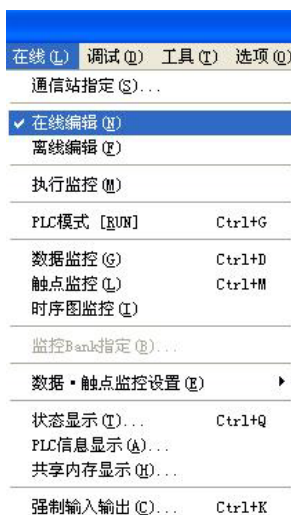 在线(L) 调试(D) 工具(T) 选项(O)
通信站指定(S)...
在线编辑(N)
离线编辑(F)
执行监控(M)
PLC模式 [RUN] Ctrl+G
数据监控(G) Ctrl+D
触点监控(L) Ctrl+M
时序图监控(I)
监控Bank指定(B)...
数据·触点监控设置(E)
状态显示(T)... Ctrl+Q
PLC信息显示(A)...
共享内存显示(H)...
强制输入输出(C)... Ctrl+K